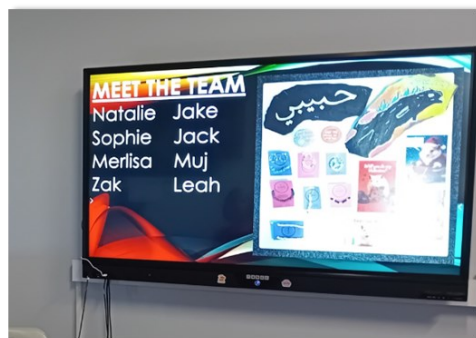 MEET THE TEAM
Natalie Jake
Sophie Jack
Merlisa Muj
Zak Leah
حبيبي